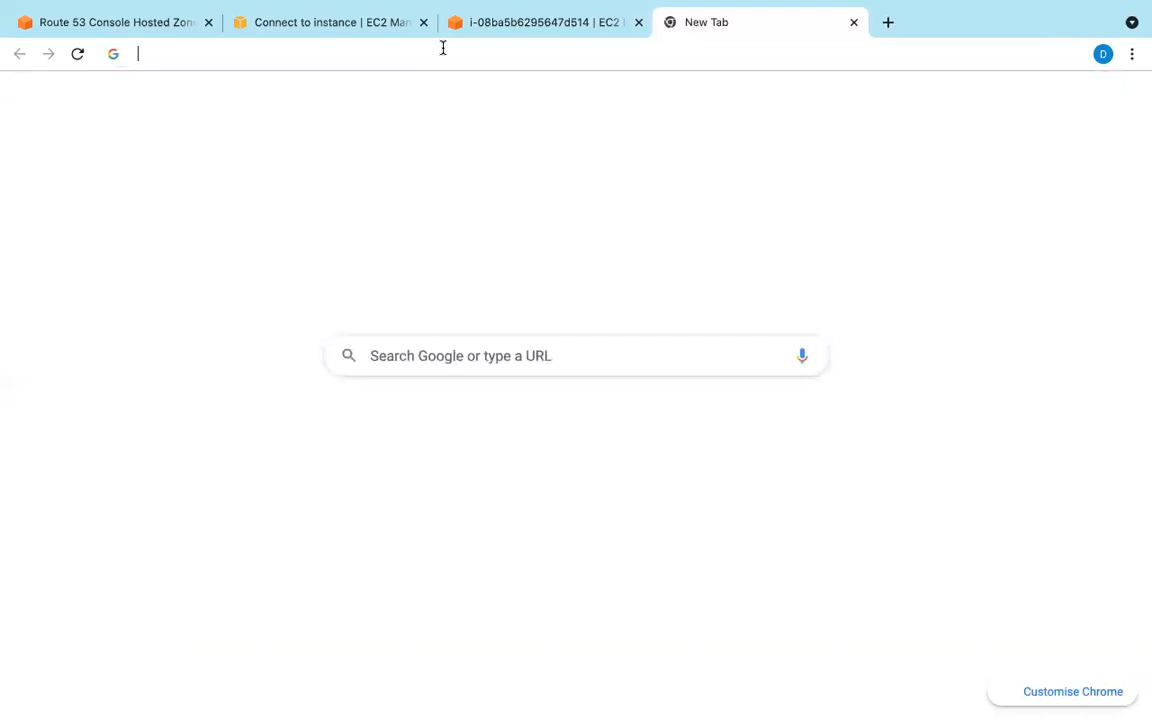 Route 53 Console Hosted Zon
Connect to instance | EC2 Man
i-08ba5b6295647d514 | EC2
New Tab
D
Search Google or type a URL
Customise Chrome